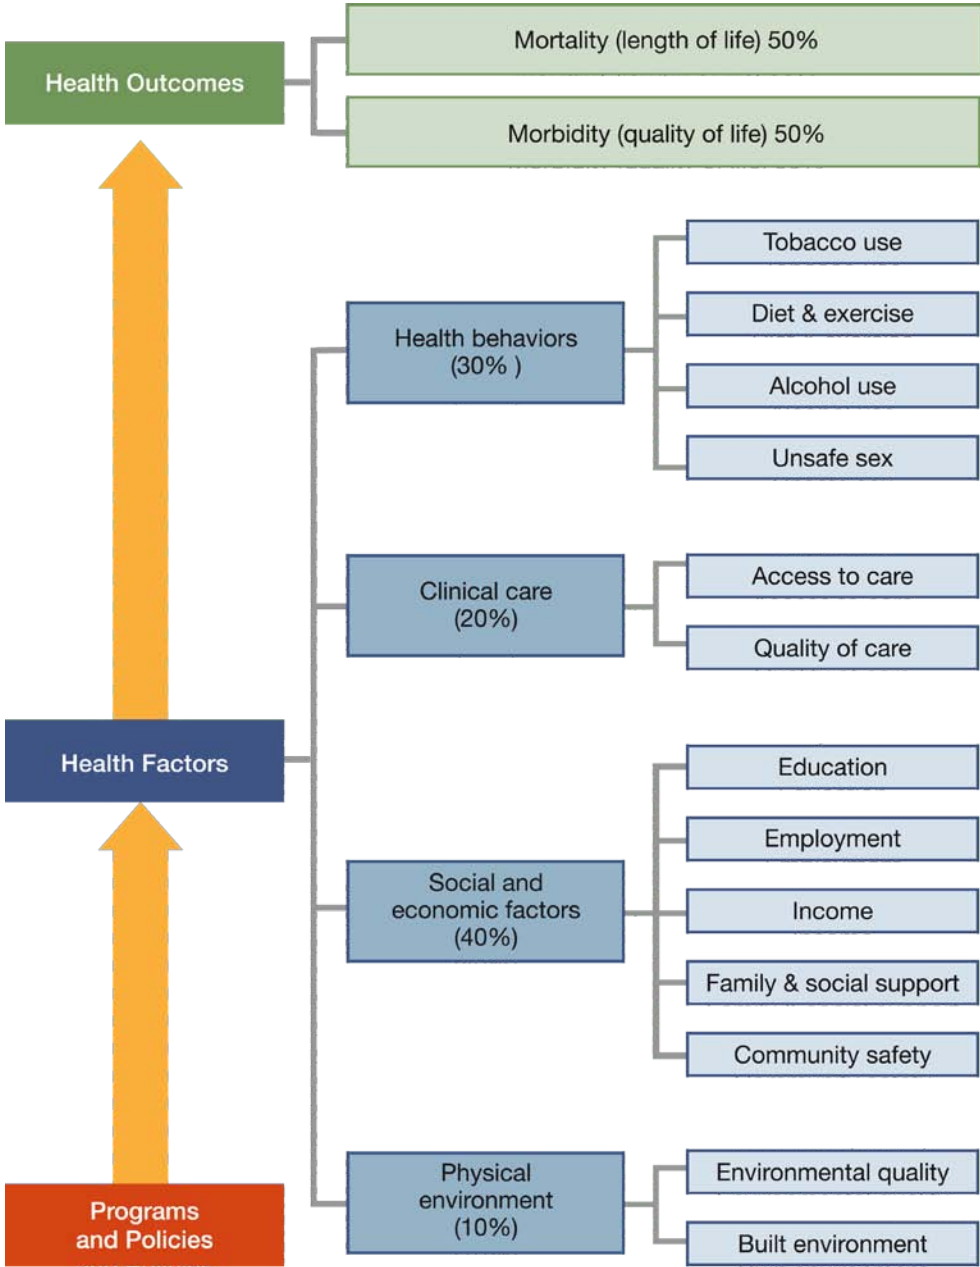 Health Outcomes
Mortality (length of life) 50%
Morbidity (quality of life) 50%
Health Factors
Health behaviors
(30% )
Tobacco use
Diet & exercise
Alcohol use
Unsafe sex
Clinical care
(20%)
Access to care
Quality of care
Social and
economic factors
(40%)
Education
Employment
Income
Family & social support
Community safety
Physical
environment
(10%)
Environmental quality
Built environment
Programs
and Policies